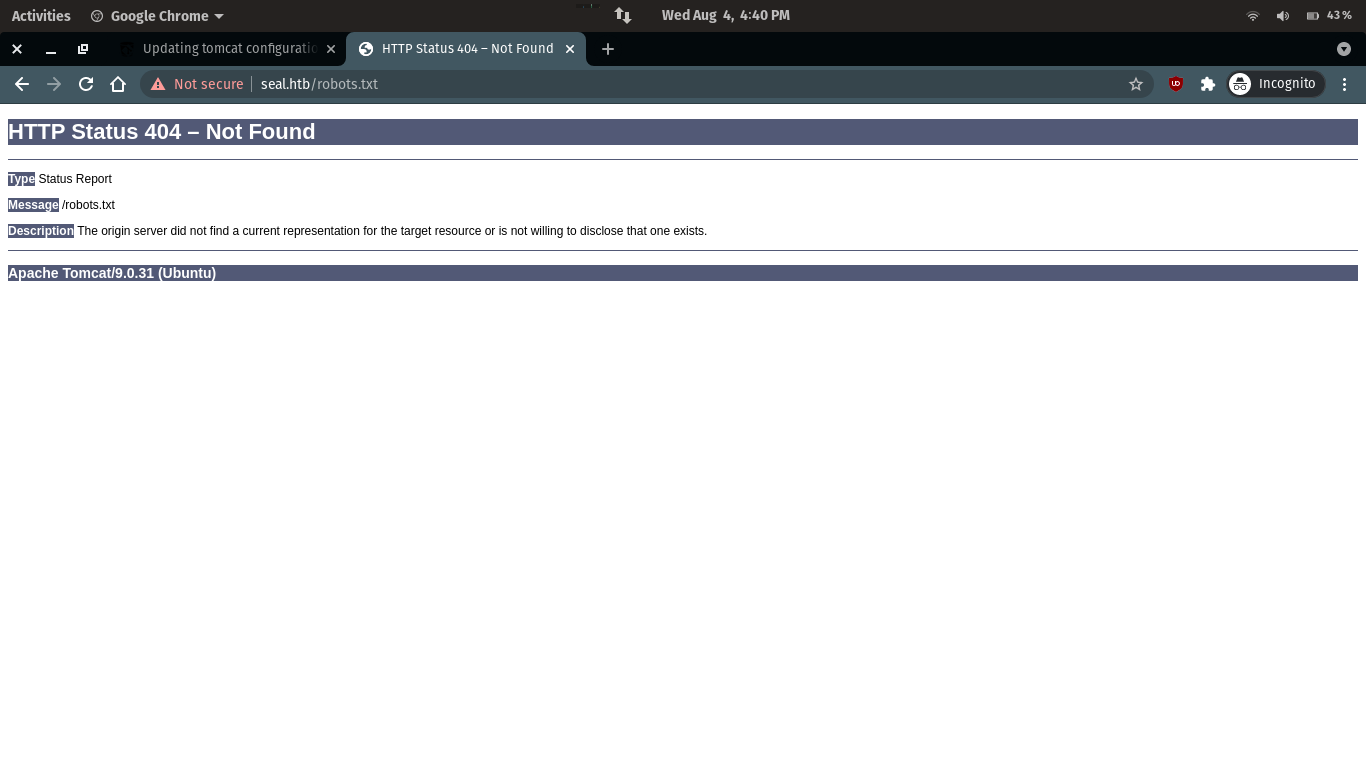 Activities Google Chrome Wed Aug 4, 4:40 PM 43 %
Updating tomcat configuratio HTTP Status 404 – Not Found
Not secure seal.htb/robots.txt Incognito
HTTP Status 404 – Not Found
Type Status Report
Message /robots.txt
Description The origin server did not find a current representation for the target resource or is not willing to disclose that one exists.
Apache Tomcat/9.0.31 (Ubuntu)